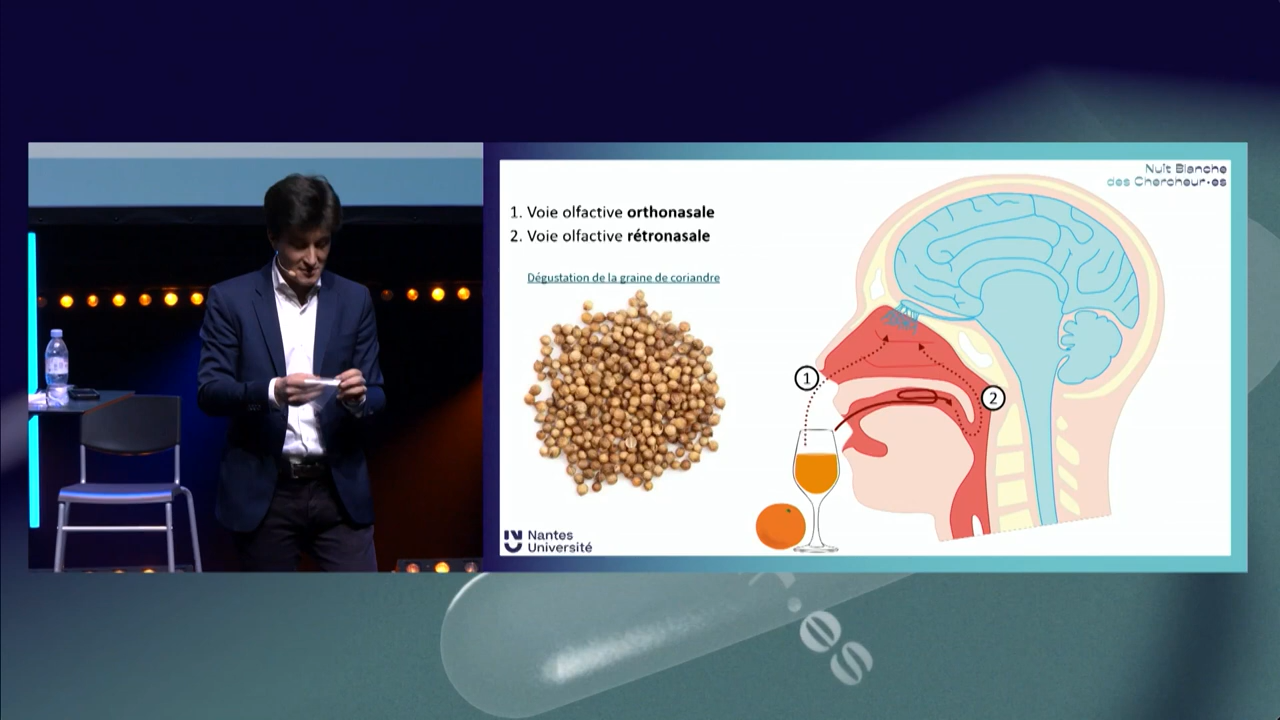 Nuit Blanche
des Chercheur•es
1. Voie olfactive orthonasale
2. Voie olfactive rétronasale
Dégustation de la graine de coriandre
1
2
Nantes
Université
es